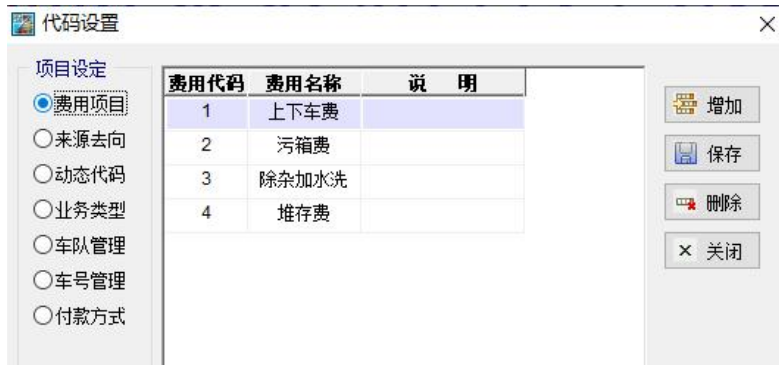 代码设置
项目设定
费用项目
来源去向
动态代码
业务类型
车队管理
车号管理
付款方式
费用代码 费用名称 说 明
1 上下车费
2 污箱费
3 除杂加水洗
4 堆存费
增加
保存
删除
关闭